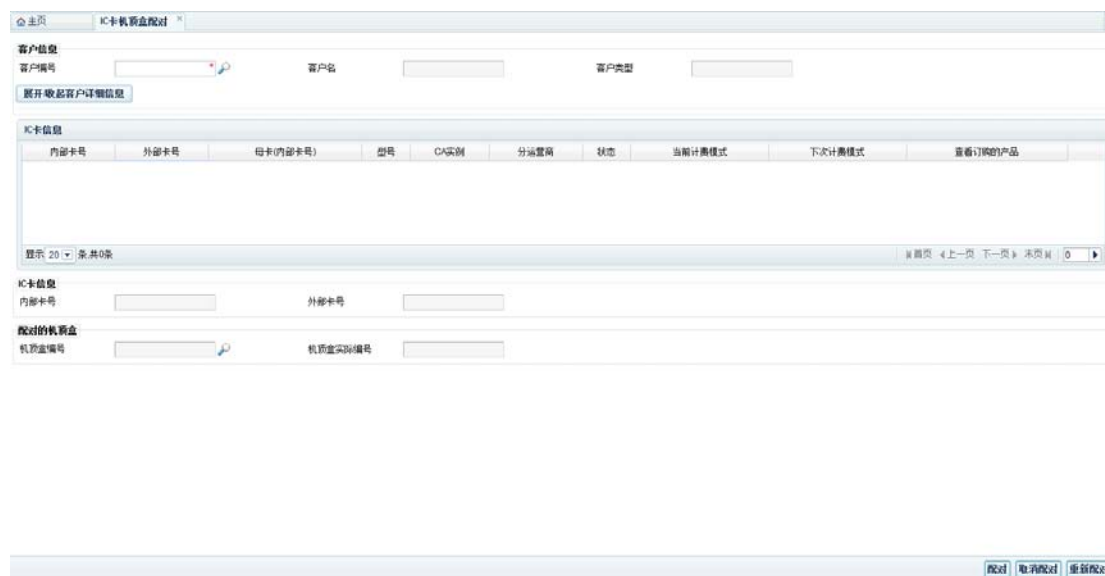 主页 IC卡机顶盒配对
客户信息
客户编号 * 客户名 客户类型
展开/收起客户详细信息
IC卡信息
内部卡号 外部卡号 母卡(内部卡号) 型号 CA实例 分运营商 状态 当前计费模式 下次计费模式 查看订购的产品
显示 20 条,共0条 首页 上一页 下一页 末页 0
IC卡信息
内部卡号 外部卡号
配对的机顶盒
机顶盒编号 机顶盒实际编号
配对 取消配对 重新配对